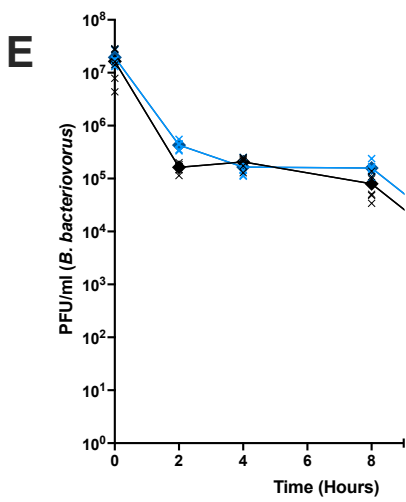 E
PFU/ml (B. bacteriovorus)
10⁸
10⁷
10⁶
10⁵
10⁴
10³
10²
10¹
10⁰
0 2 4 6 8
Time (Hours)